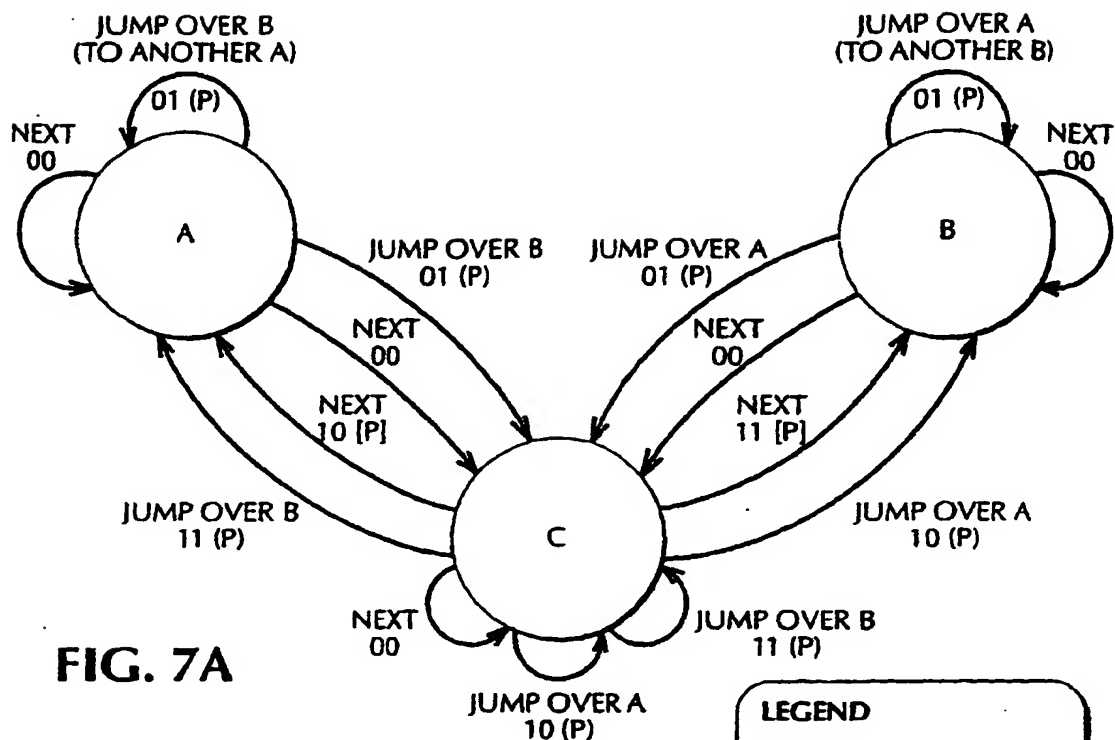 JUMP OVER B
(TO ANOTHER A)
01 (P)
NEXT
00
A
JUMP OVER A
(TO ANOTHER B)
01 (P)
NEXT
00
B
JUMP OVER B
01 (P)
JUMP OVER A
01 (P)
NEXT
00
NEXT
00
NEXT
10 [P]
NEXT
11 [P]
JUMP OVER B
11 (P)
JUMP OVER A
10 (P)
C
NEXT
00
JUMP OVER B
11 (P)
JUMP OVER A
10 (P)
FIG. 7A
LEGEND